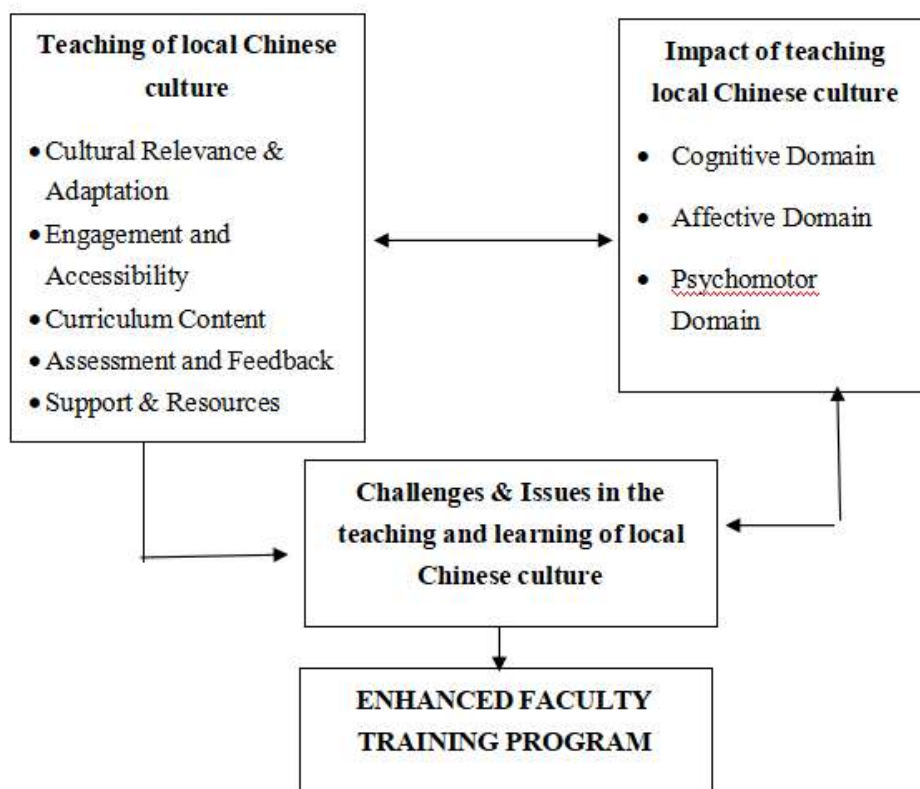 Teaching of local Chinese
culture
• Cultural Relevance &
Adaptation
• Engagement and
Accessibility
• Curriculum Content
• Assessment and Feedback
• Support & Resources
Impact of teaching
local Chinese culture
• Cognitive Domain
• Affective Domain
• Psychomotor
Domain
Challenges & Issues in the
teaching and learning of local
Chinese culture
ENHANCED FACULTY
TRAINING PROGRAM